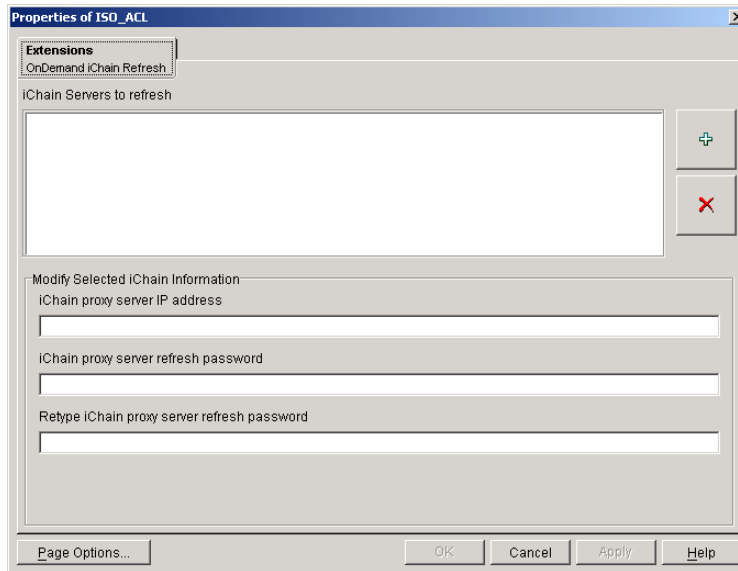 Properties of ISO_ACL
Extensions
OnDemand iChain Refresh
iChain Servers to refresh
Modify Selected iChain Information
iChain proxy server IP address
iChain proxy server refresh password
Retype iChain proxy server refresh password
Page Options... OK Cancel Apply Help